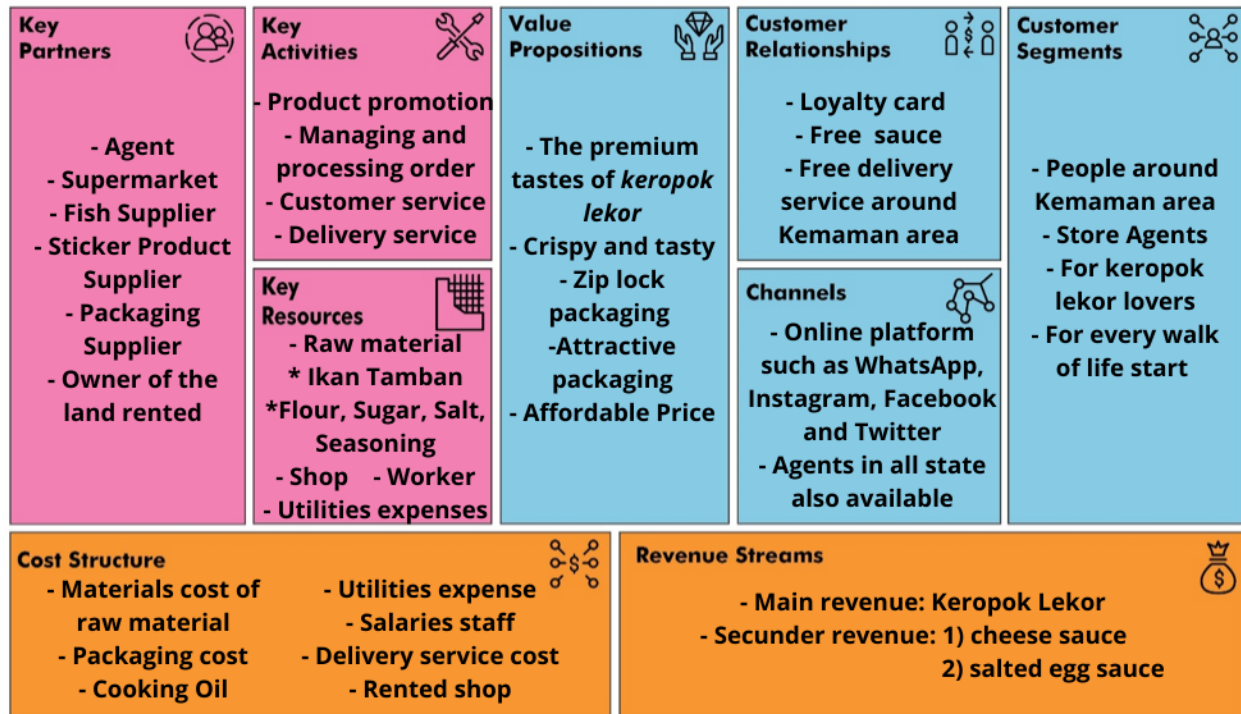 Key
Partners
- Agent
- Supermarket
- Fish Supplier
- Sticker Product
Supplier
- Packaging
Supplier
- Owner of the
land rented
Key
Activities
- Product promotion
- Managing and
processing order
- Customer service
- Delivery service
Key
Resources
- Raw material
* Ikan Tamban
*Flour, Sugar, Salt,
Seasoning
- Shop - Worker
- Utilities expenses
Value
Propositions
- The premium
tastes of keropok
lekor
- Crispy and tasty
- Zip lock
packaging
-Attractive
packaging
- Affordable Price
Customer
Relationships
- Loyalty card
- Free sauce
- Free delivery
service around
Kemaman area
Channels
- Online platform
such as WhatsApp,
Instagram, Facebook
and Twitter
- Agents in all state
also available
Customer
Segments
- People around
Kemaman area
- Store Agents
- For keropok
lekor lovers
- For every walk
of life start
Cost Structure
- Materials cost of
raw material
- Packaging cost
- Cooking Oil
- Utilities expense
- Salaries staff
- Delivery service cost
- Rented shop
Revenue Streams
- Main revenue: Keropok Lekor
- Secunder revenue: 1) cheese sauce
2) salted egg sauce